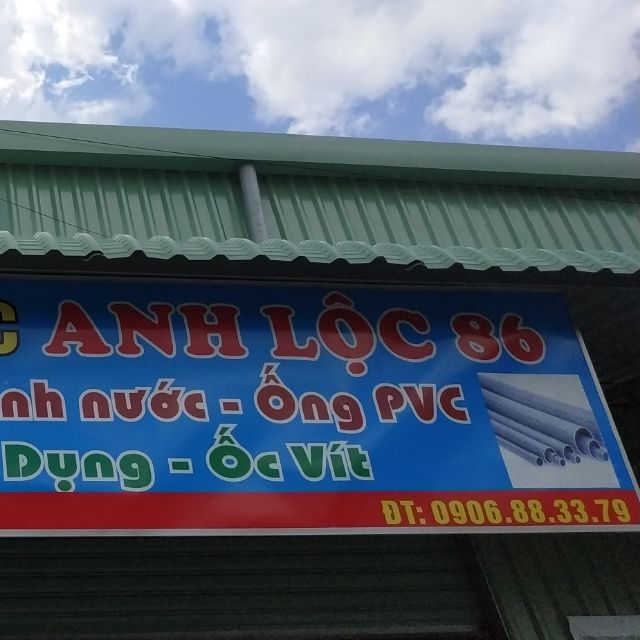 C ANH LỘC 86
nh nước - Ống PVC
Dụng - Ốc Vít
ĐT: 0906.88.33.79